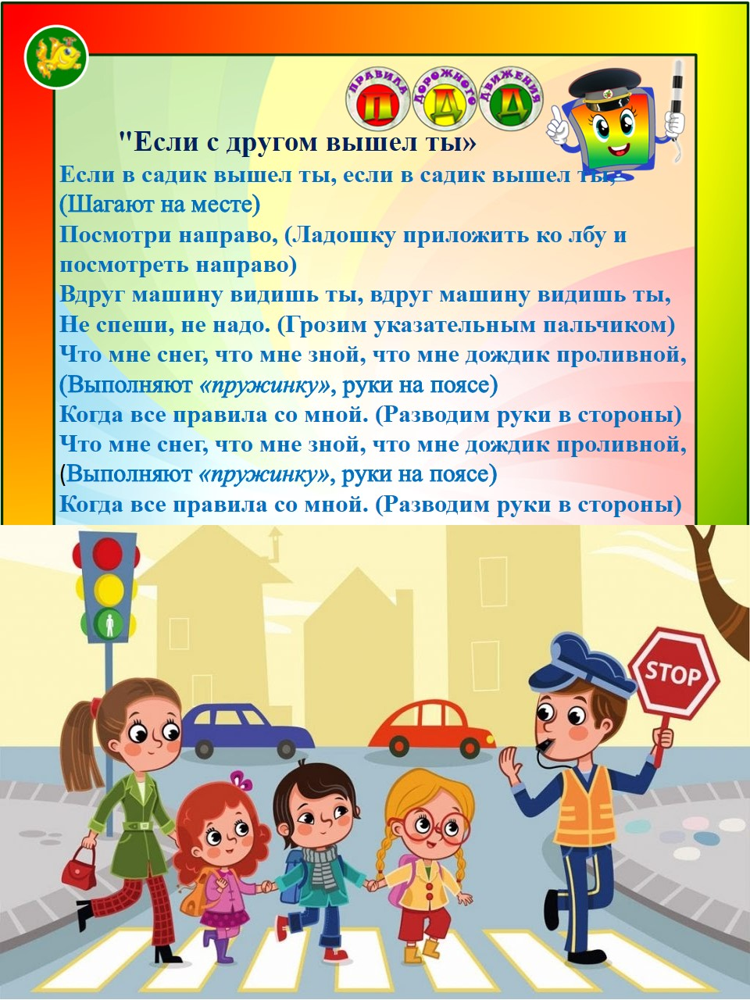 ПРАВИЛА ДОРОЖНОГО ДВИЖЕНИЯ
П Д Д
"Если с другом вышел ты»
Если в садик вышел ты, если в садик вышел ты,
(Шагают на месте)
Посмотри направо, (Ладошку приложить ко лбу и
посмотреть направо)
Вдруг машину видишь ты, вдруг машину видишь ты,
Не спеши, не надо. (Грозим указательным пальчиком)
Что мне снег, что мне зной, что мне дождик проливной,
(Выполняют «пружинку», руки на поясе)
Когда все правила со мной. (Разводим руки в стороны)
Что мне снег, что мне зной, что мне дождик проливной,
(Выполняют «пружинку», руки на поясе)
Когда все правила со мной. (Разводим руки в стороны)
STOP